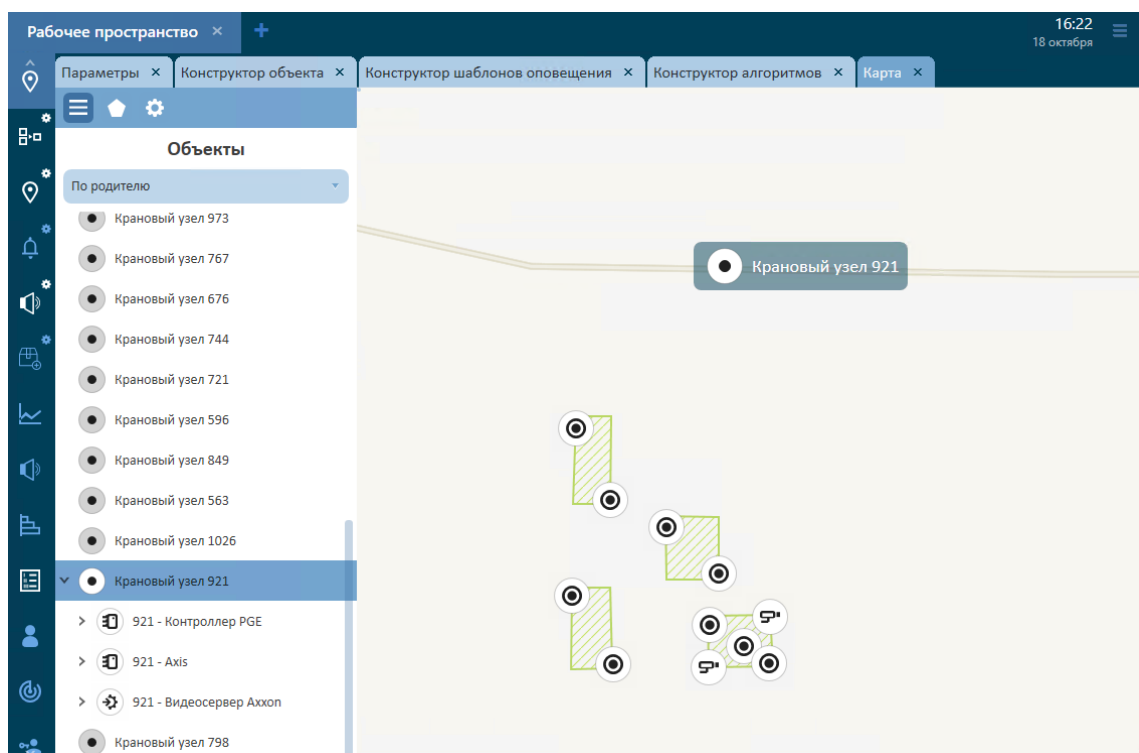 Рабочее пространство
16:22
18 октября
Параметры
Конструктор объекта
Конструктор шаблонов оповещения
Конструктор алгоритмов
Карта
Объекты
По родителю
Крановый узел 973
Крановый узел 767
Крановый узел 676
Крановый узел 744
Крановый узел 721
Крановый узел 596
Крановый узел 849
Крановый узел 563
Крановый узел 1026
Крановый узел 921
921 - Контроллер PGE
921 - Axis
921 - Видеосервер Axxon
Крановый узел 798
Крановый узел 921